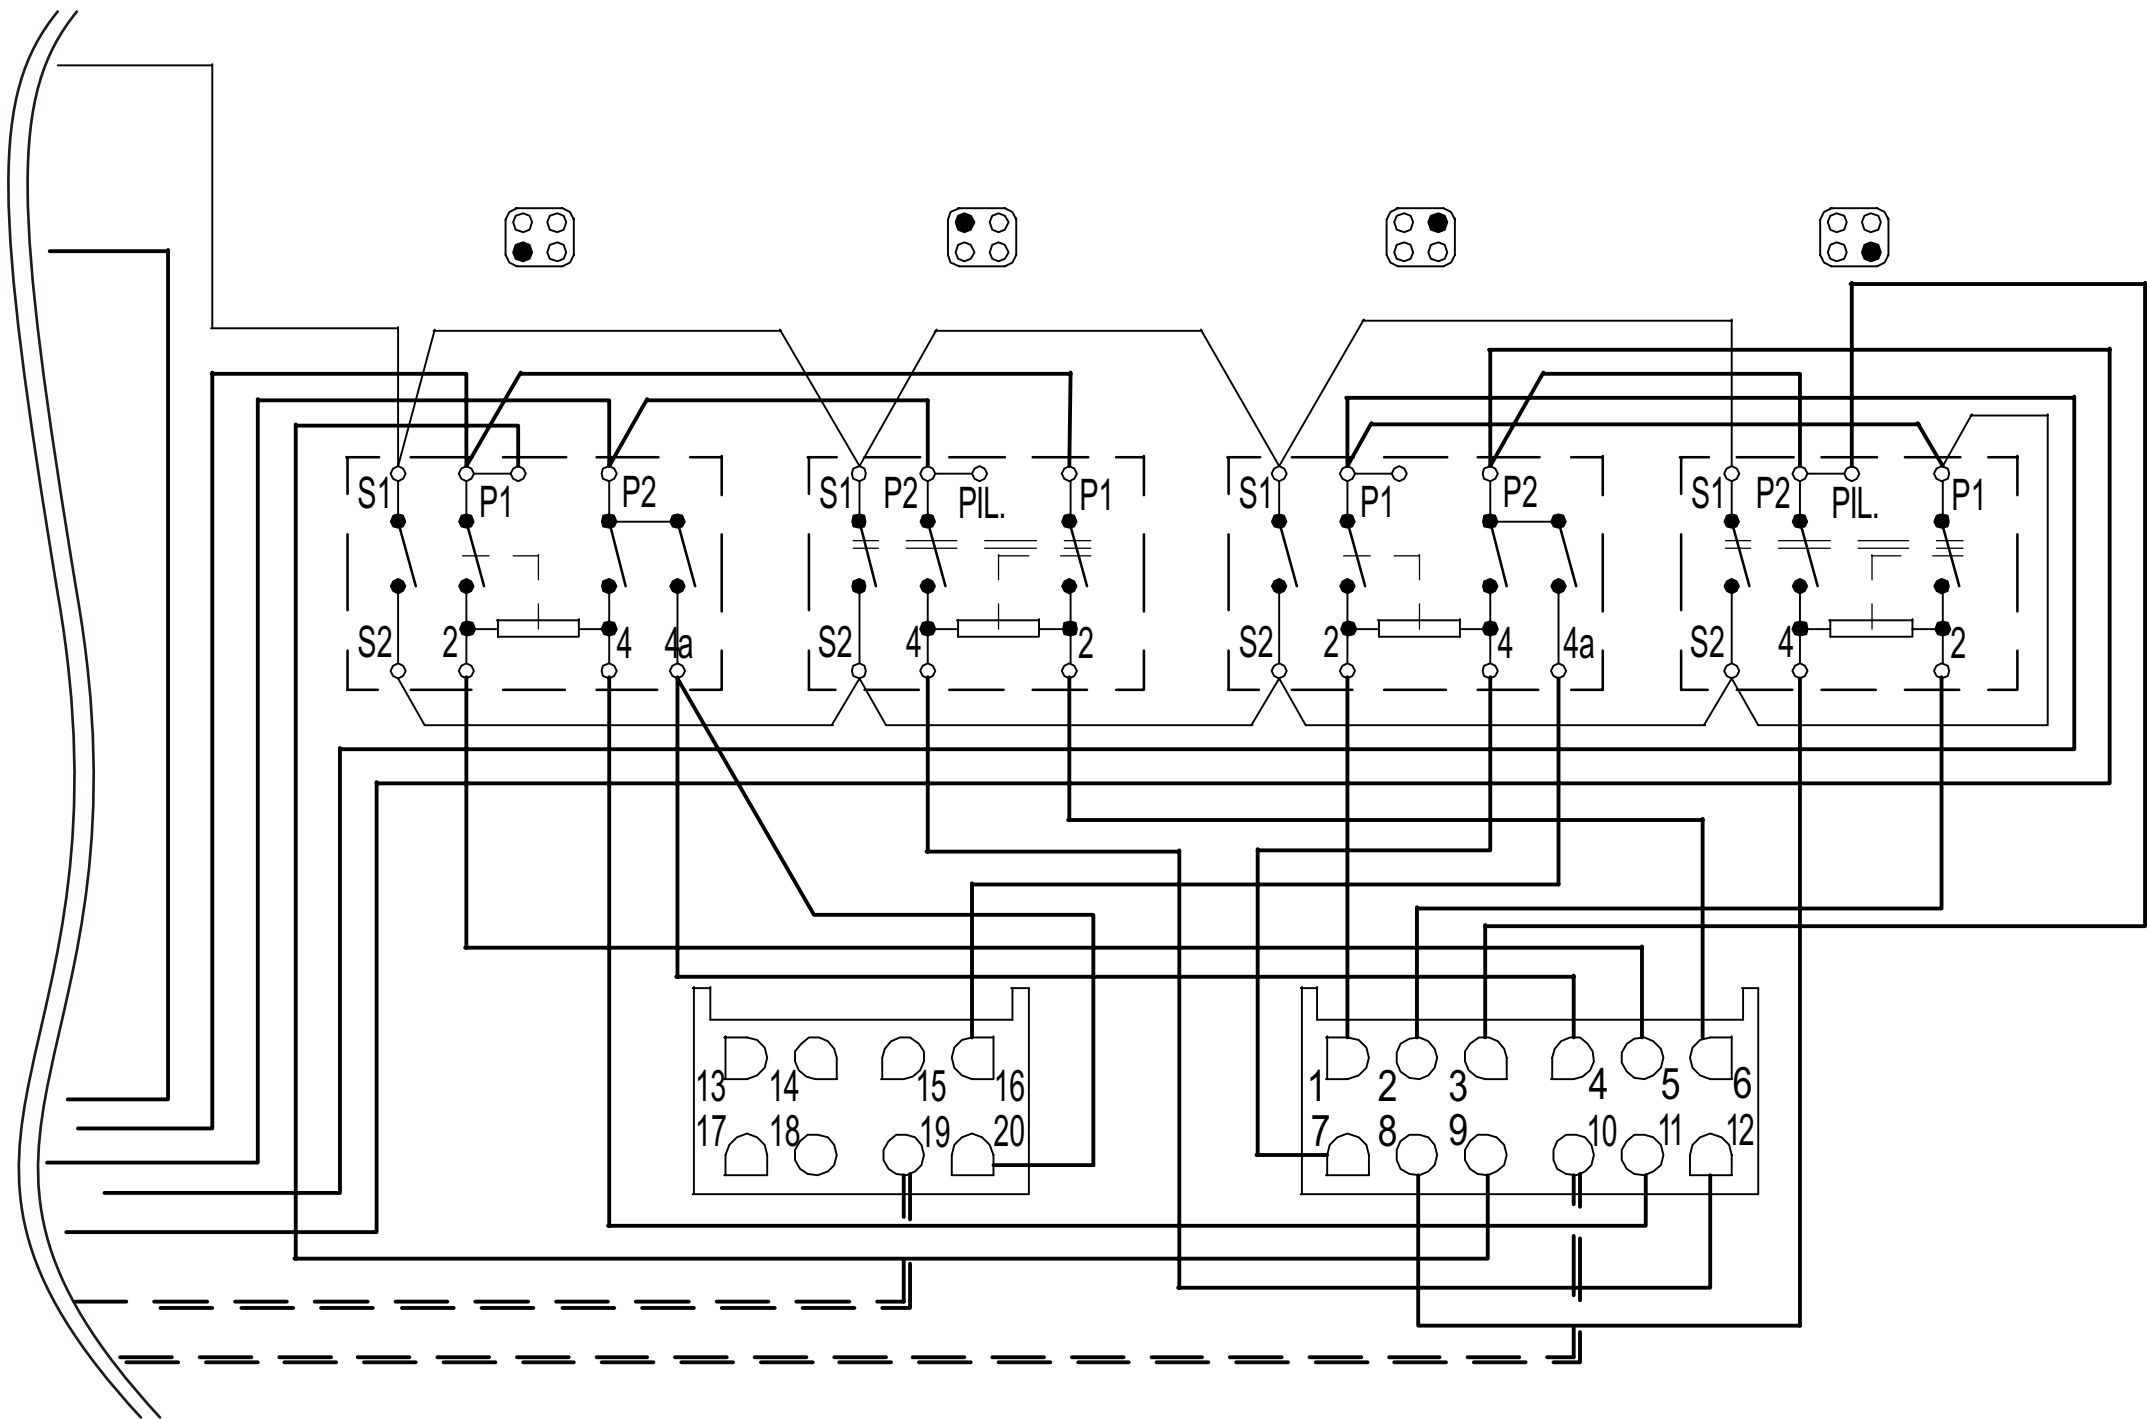 S1 P1 P2 S1 P2 PIL. P1 S1 P1 P2 S1 P2 PIL. P1
S2 2 4 4a S2 4 2 S2 2 4 4a S2 4 2
13 14 15 16 1 2 3 4 5 6
17 18 19 20 7 8 9 10 11 12